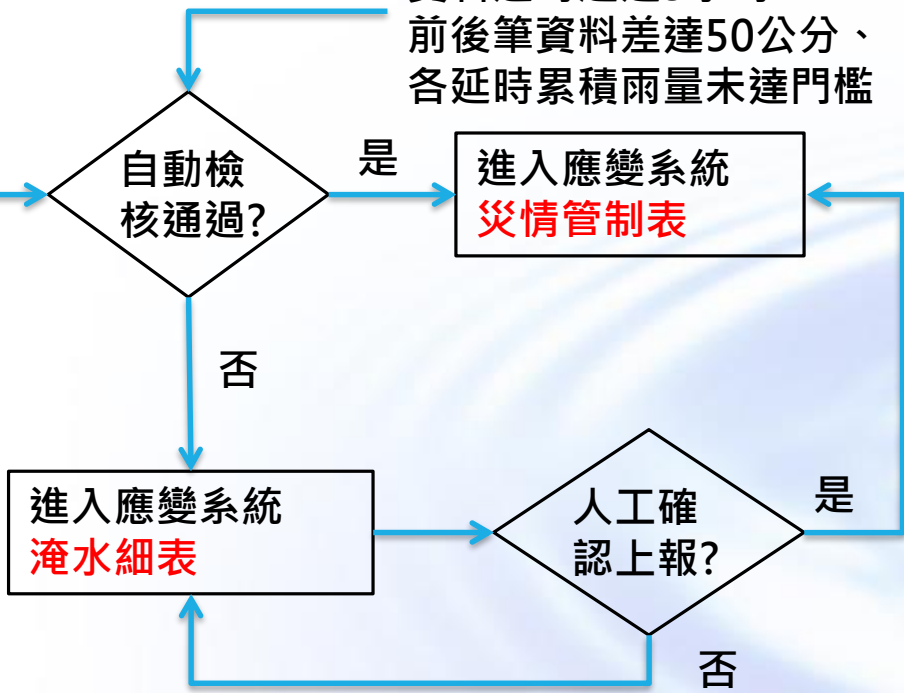 前後筆資料差達50公分、
各延時累積雨量未達門檻
自動檢
核通過?
是
進入應變系統
災情管制表
否
進入應變系統
淹水細表
人工確
認上報?
是
否